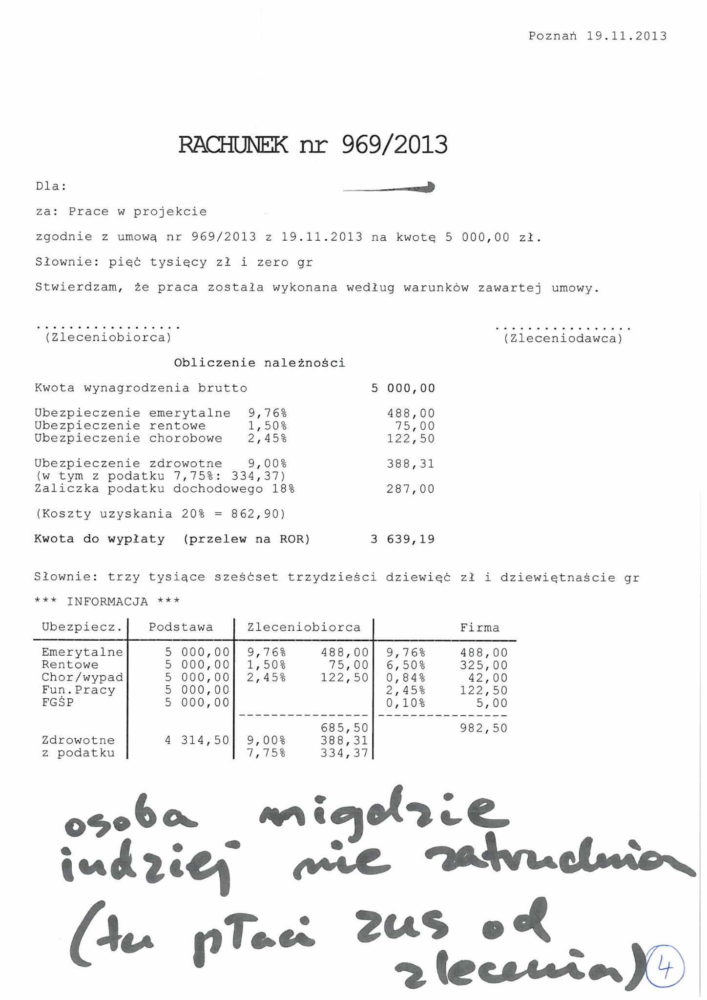 Poznań 19.11.2013
RACHUNEK nr 969/2013
Dla:
za: Prace w projekcie
zgodnie z umową nr 969/2013 z 19.11.2013 na kwotę 5 000,00 zł.
Słownie: pięć tysięcy zł i zero gr
Stwierdzam, że praca została wykonana według warunków zawartej umowy.
.................. .................
(Zleceniobiorca) (Zleceniodawca)
Obliczenie należności
Kwota wynagrodzenia brutto 5 000,00
Ubezpieczenie emerytalne 9,76% 488,00
Ubezpieczenie rentowe 1,50% 75,00
Ubezpieczenie chorobowe 2,45% 122,50
Ubezpieczenie zdrowotne 9,00% 388,31
(w tym z podatku 7,75%: 334,37)
Zaliczka podatku dochodowego 18% 287,00
(Koszty uzyskania 20% = 862,90)
Kwota do wypłaty (przelew na ROR) 3 639,19
Słownie: trzy tysiące sześćset trzydzieści dziewięć zł i dziewiętnaście gr
*** INFORMACJA ***
Ubezpiecz. Podstawa Zleceniobiorca Firma
Emerytalne 5 000,00 9,76% 488,00 9,76% 488,00
Rentowe 5 000,00 1,50% 75,00 6,50% 325,00
Chor/wypad 5 000,00 2,45% 122,50 0,84% 42,00
Fun.Pracy 5 000,00 2,45% 122,50
FGŚP 5 000,00 0,10% 5,00
685,50 982,50
Zdrowotne 4 314,50 9,00% 388,31
z podatku 7,75% 334,37
osoba nigdzie
indziej nie zatrudniona
(tu płaci zus od
zlecenia) 4